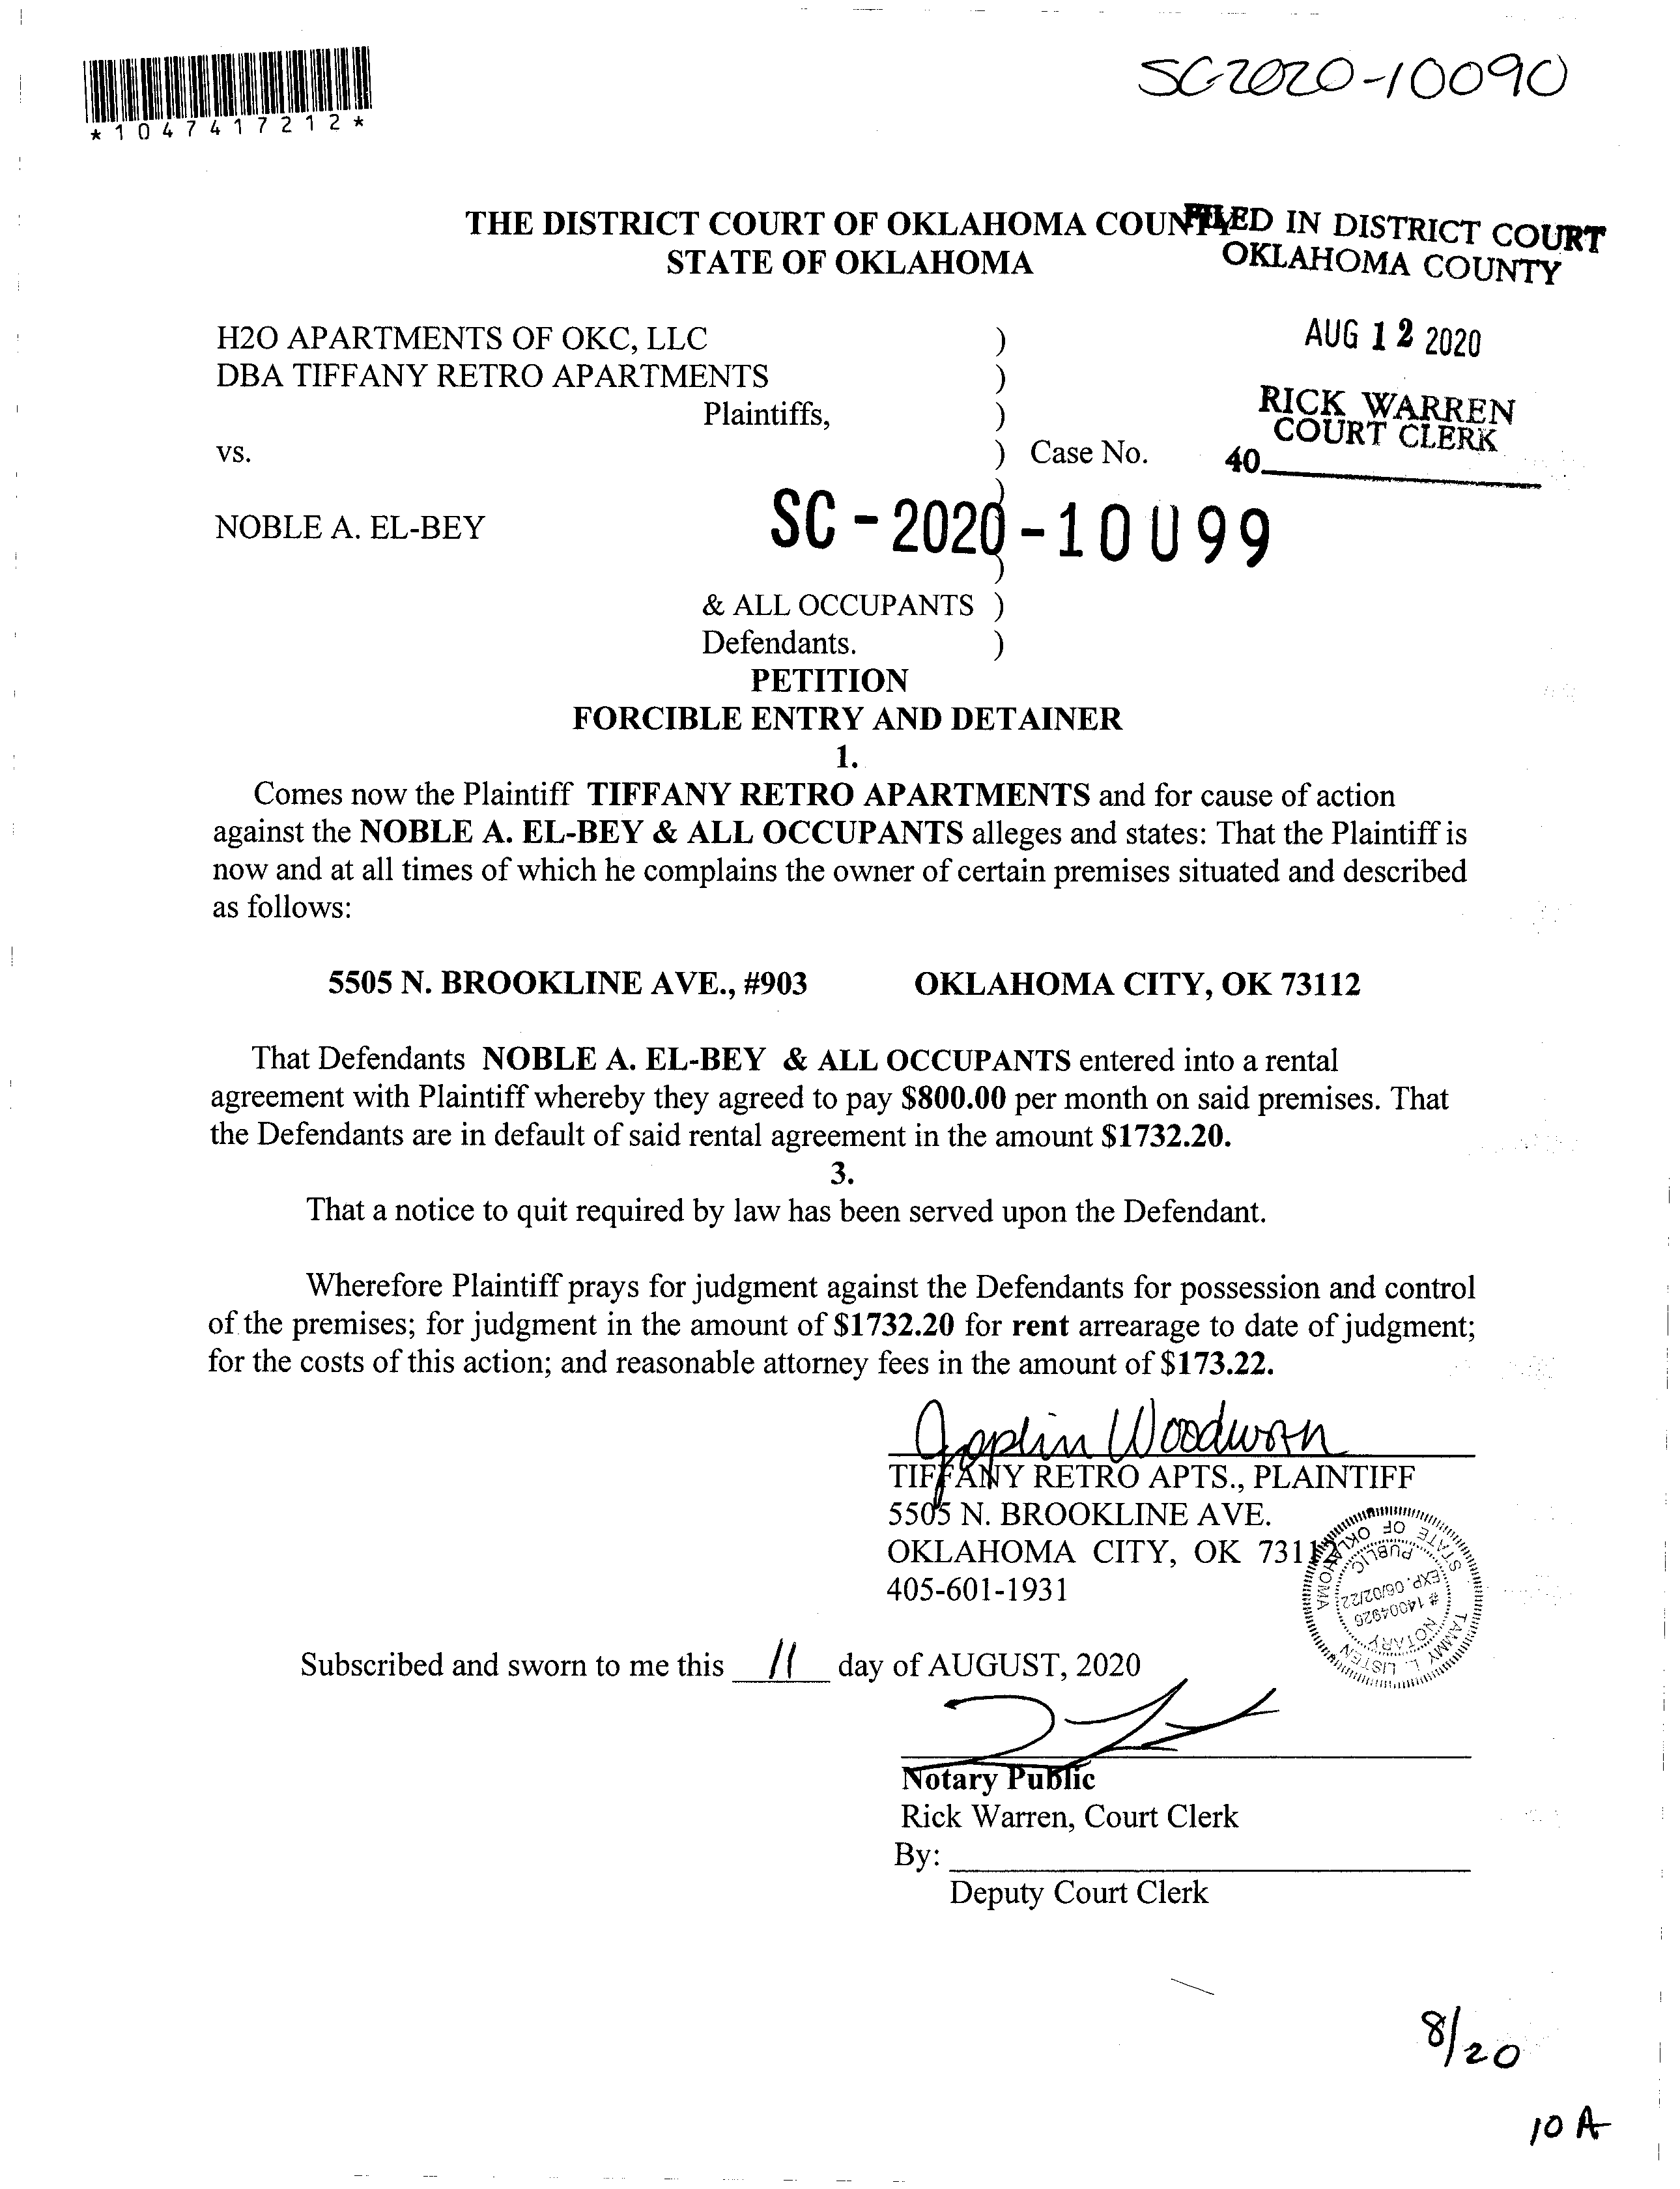 *1047417212*
SC-2020-10090
THE DISTRICT COURT OF OKLAHOMA COUNTY
STATE OF OKLAHOMA
FILED IN DISTRICT COURT
OKLAHOMA COUNTY
AUG 12 2020
RICK WARREN
COURT CLERK
40
H2O APARTMENTS OF OKC, LLC )
DBA TIFFANY RETRO APARTMENTS )
Plaintiffs, )
vs. ) Case No.
)
NOBLE A. EL-BEY
SC-2020-10099
)
& ALL OCCUPANTS )
Defendants. )
PETITION
FORCIBLE ENTRY AND DETAINER
1.
Comes now the Plaintiff TIFFANY RETRO APARTMENTS and for cause of action
against the NOBLE A. EL-BEY & ALL OCCUPANTS alleges and states: That the Plaintiff is
now and at all times of which he complains the owner of certain premises situated and described
as follows:
5505 N. BROOKLINE AVE., #903 OKLAHOMA CITY, OK 73112
That Defendants NOBLE A. EL-BEY & ALL OCCUPANTS entered into a rental
agreement with Plaintiff whereby they agreed to pay $800.00 per month on said premises. That
the Defendants are in default of said rental agreement in the amount $1732.20.
3.
That a notice to quit required by law has been served upon the Defendant.
Wherefore Plaintiff prays for judgment against the Defendants for possession and control
of the premises; for judgment in the amount of $1732.20 for rent arrearage to date of judgment;
for the costs of this action; and reasonable attorney fees in the amount of $173.22.
Joplin Woodworn
TIFFANY RETRO APTS., PLAINTIFF
5505 N. BROOKLINE AVE.
OKLAHOMA CITY, OK 73112
405-601-1931
TAMMY L. LISTEN
STATE OF OKLAHOMA
NOTARY
# 14004926
EXP. 06/02/22
PUBLIC
Subscribed and sworn to me this 11 day of AUGUST, 2020
Notary Public
Rick Warren, Court Clerk
By:
Deputy Court Clerk
8/20
10 A